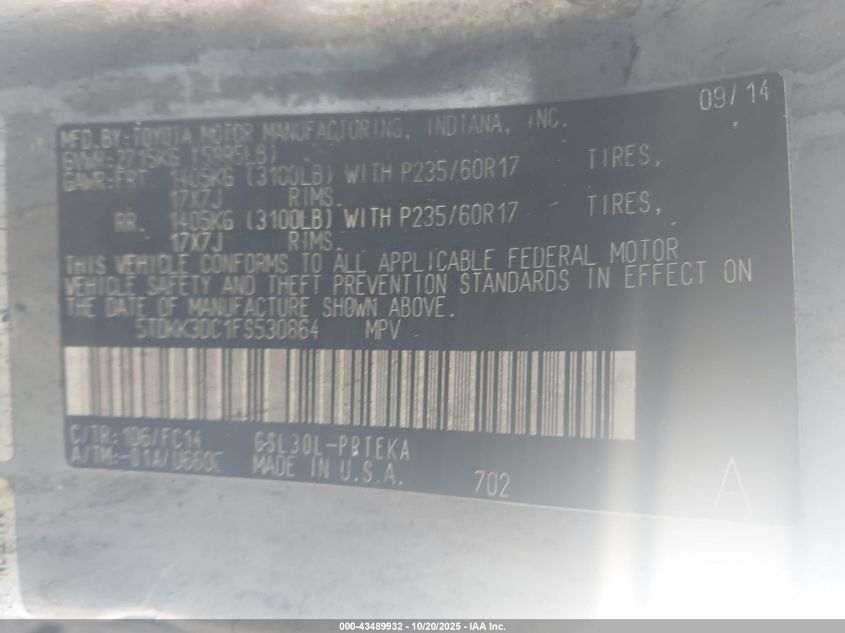 09/14
MFD.BY:TOYOTA MOTOR MANUFACTURING, INDIANA, INC.
GVWR:2715KG (5995LB)
GAWR:FRT 1405KG (3100LB) WITH P235/60R17 TIRES,
17X7J RIMS.
RR 1405KG (3100LB) WITH P235/60R17 TIRES,
17X7J RIMS.
THIS VEHICLE CONFORMS TO ALL APPLICABLE FEDERAL MOTOR
VEHICLE SAFETY AND THEFT PREVENTION STANDARDS IN EFFECT ON
THE DATE OF MANUFACTURE SHOWN ABOVE.
5TDKK3DC1FS530864 MPV
C/TR:1D6/FC14 GSL30L-PRTEKA
A/TM:-01A/U660E MADE IN U.S.A.
702
A
000-43489932 - 10/20/2025 - IAA Inc.